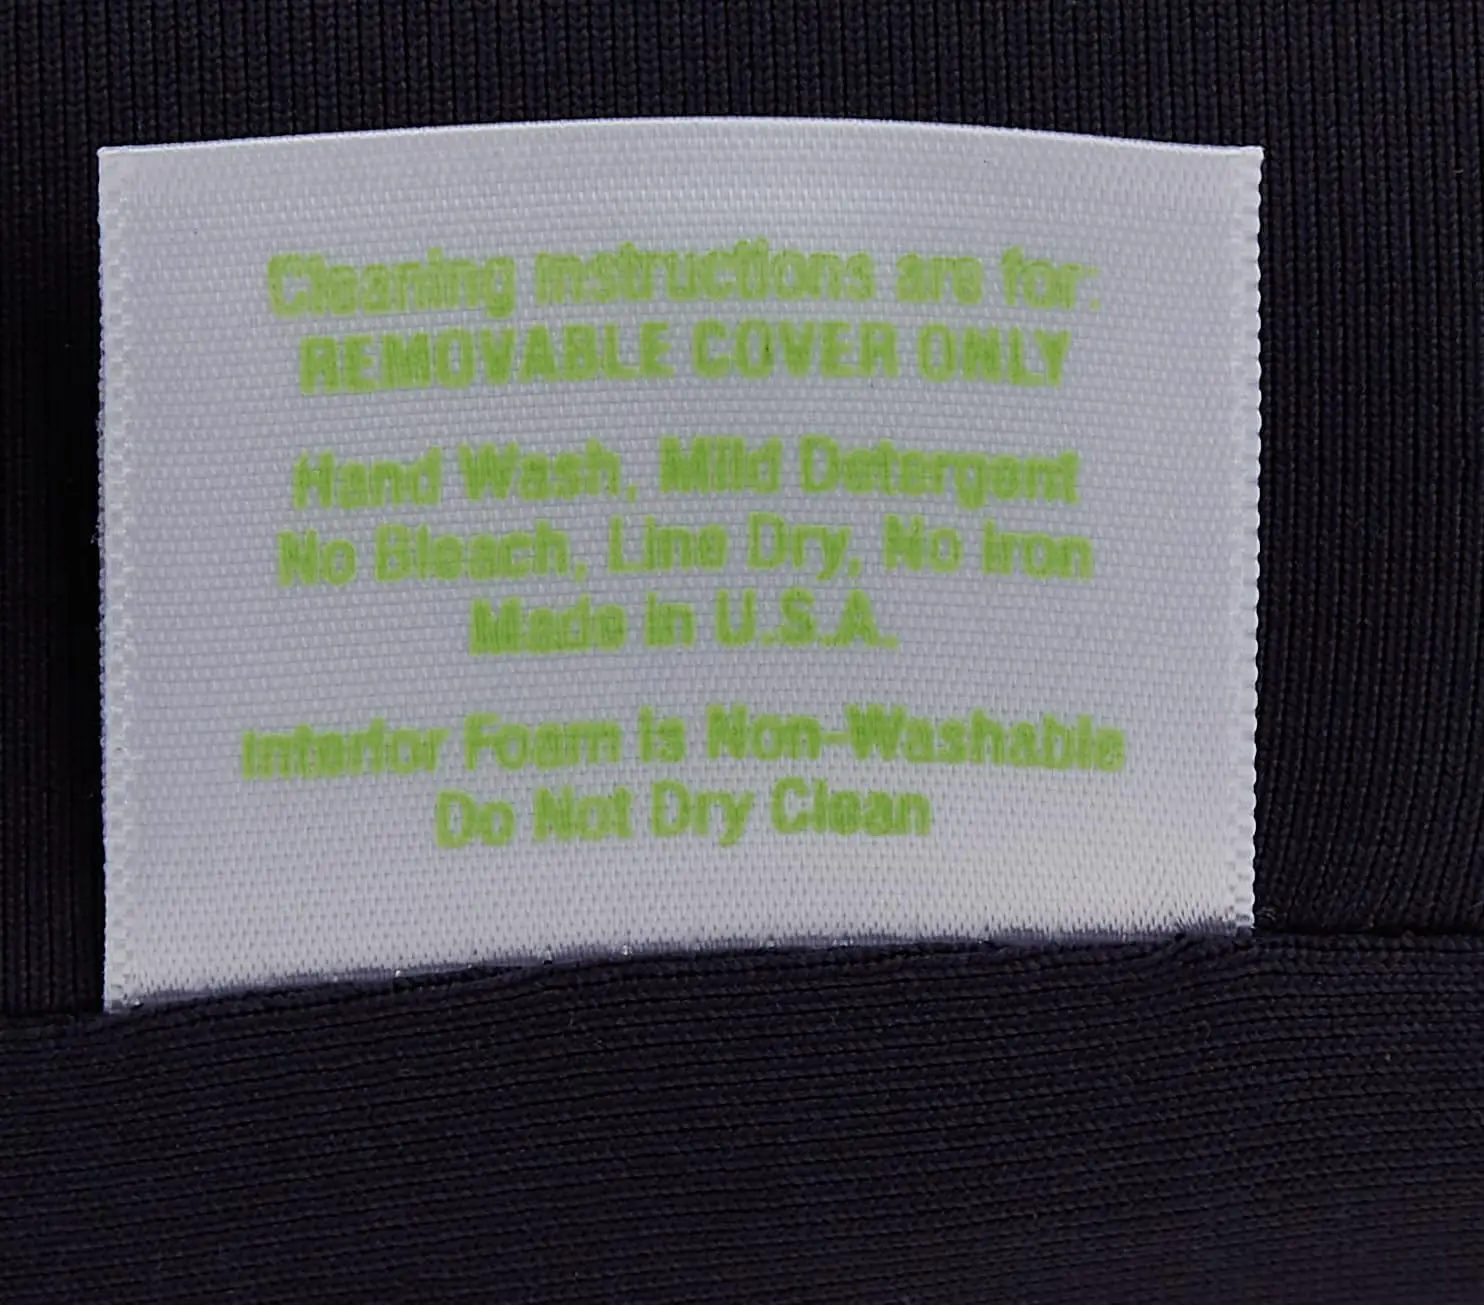 Cleaning instructions are for:
REMOVABLE COVER ONLY
Hand Wash, Mild Detergent
No Bleach, Line Dry, No Iron
Made in U.S.A.
Interior Foam is Non-Washable
Do Not Dry Clean